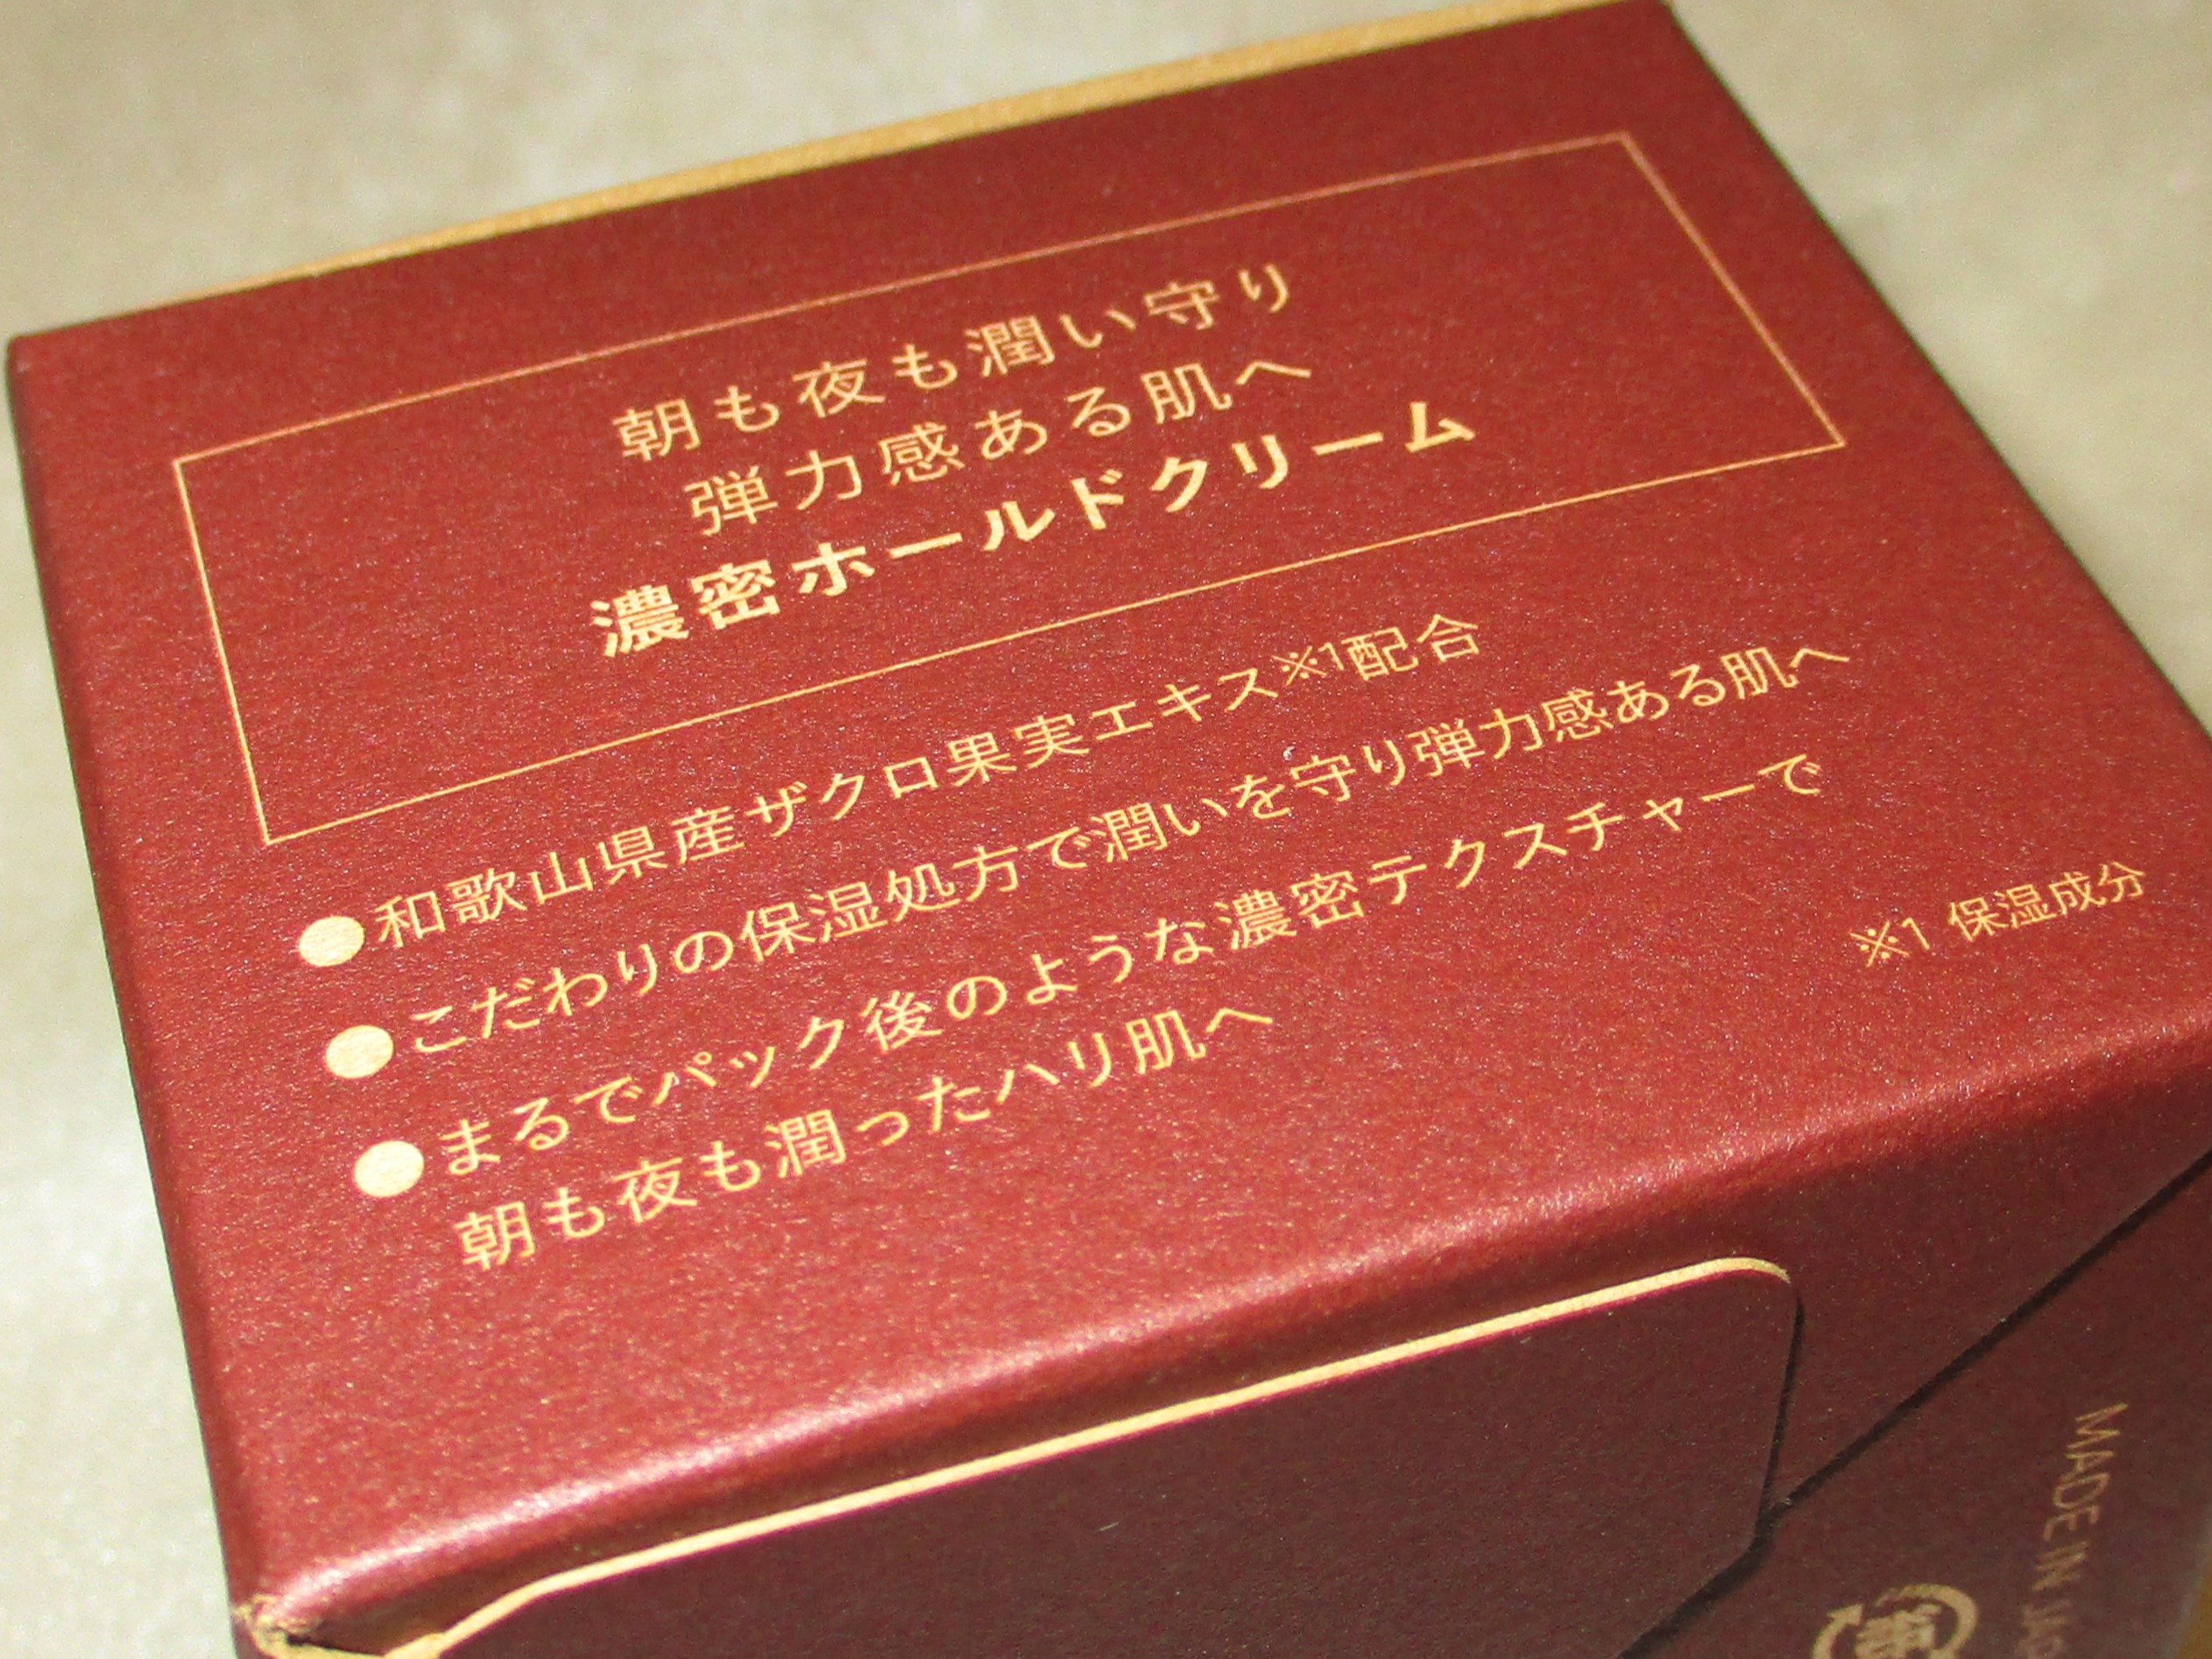 朝も夜も潤い守り
弾力感ある肌へ
濃密ホールドクリーム
●和歌山県産ザクロ果実エキス※1配合
●こだわりの保湿処方で潤いを守り弾力感ある肌へ
●まるでパック後のような濃密テクスチャーで
朝も夜も潤ったハリ肌へ
※1 保湿成分
MADE IN JAP
紙